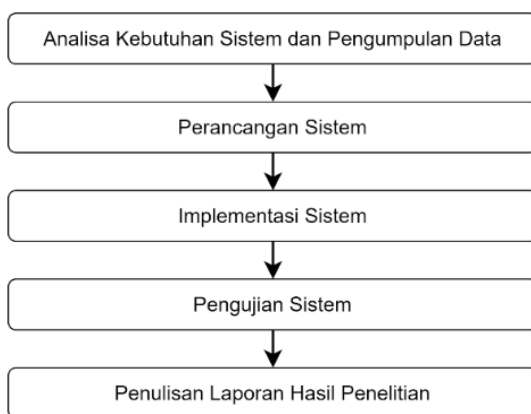 Analisa Kebutuhan Sistem dan Pengumpulan Data
Perancangan Sistem
Implementasi Sistem
Pengujian Sistem
Penulisan Laporan Hasil Penelitian